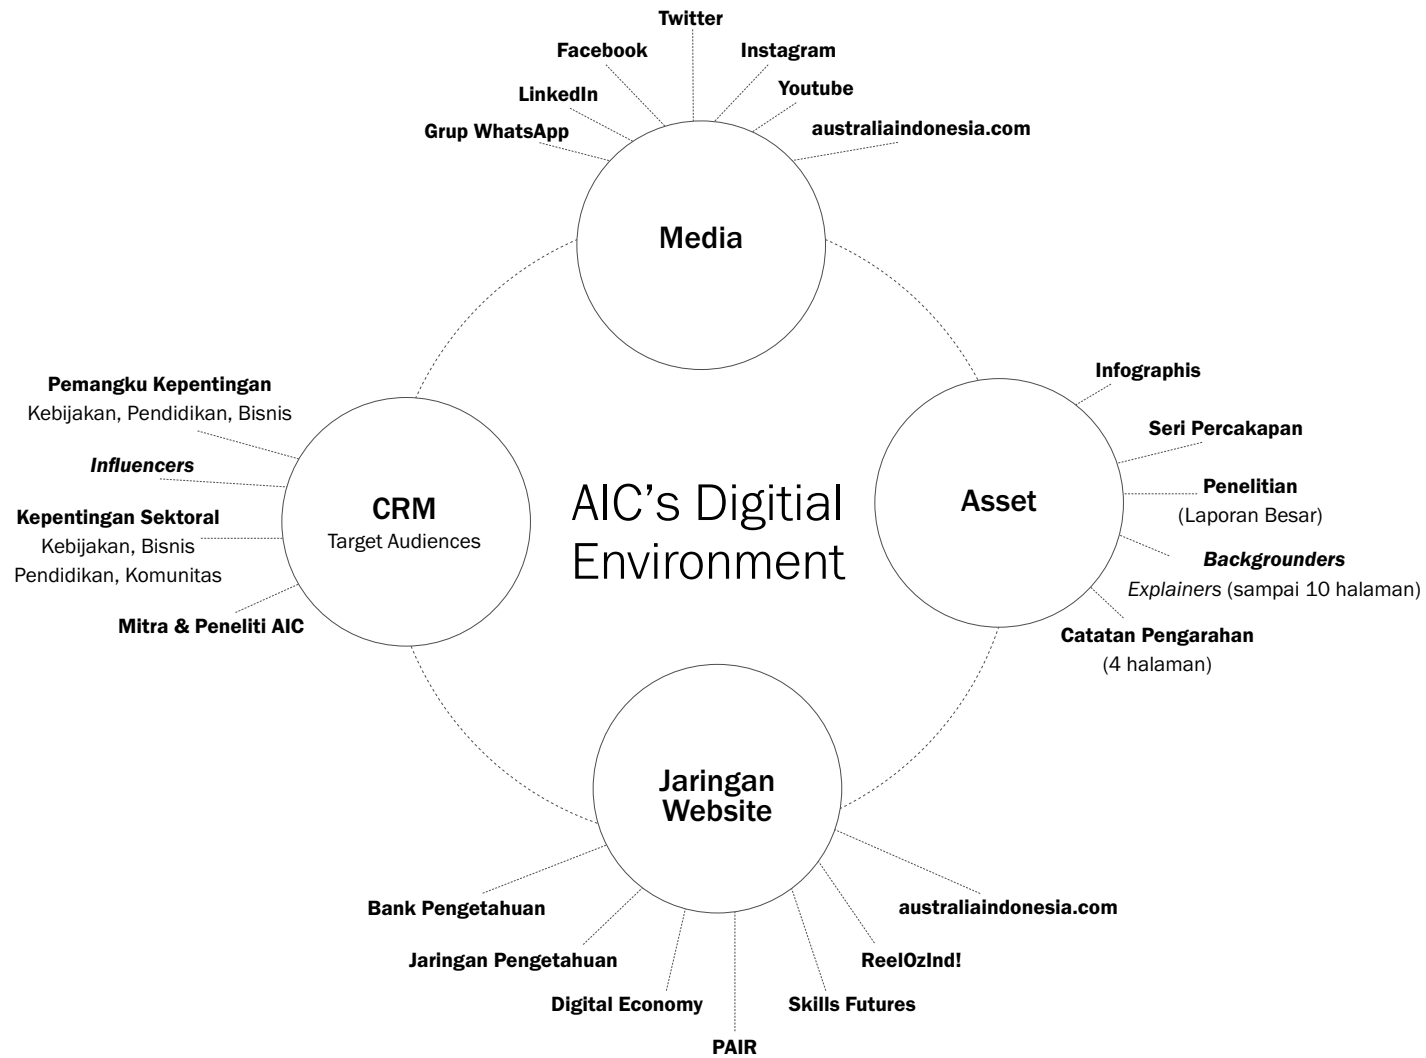 Twitter
Facebook
Instagram
LinkedIn
Youtube
Grup WhatsApp
australiaindonesia.com
Media
Pemangku Kepentingan
Kebijakan, Pendidikan, Bisnis
Influencers
Kepentingan Sektoral
Kebijakan, Bisnis
Pendidikan, Komunitas
Mitra & Peneliti AIC
CRM
Target Audiences
AIC's Digitial
Environment
Asset
Infographis
Seri Percakapan
Penelitian
(Laporan Besar)
Backgrounders
Explainers (sampai 10 halaman)
Catatan Pengarahan
(4 halaman)
Jaringan
Website
Bank Pengetahuan
Jaringan Pengetahuan
Digital Economy
PAIR
Skills Futures
ReelOzInd!
australiaindonesia.com